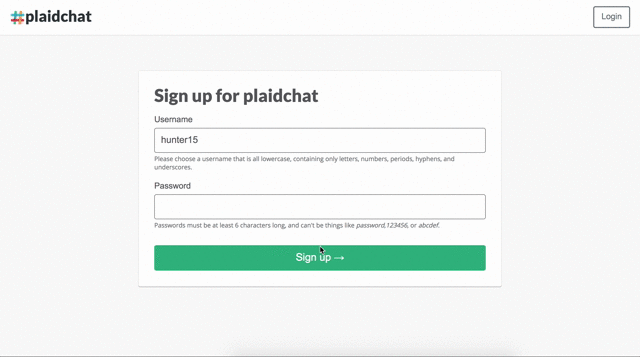 #plaidchat
Login
Sign up for plaidchat
Username
hunter15
Please choose a username that is all lowercase, containing only letters, numbers, periods, hyphens, and
underscores.
Password
Passwords must be at least 6 characters long, and can't be things like password,123456, or abcdef.
Sign up →